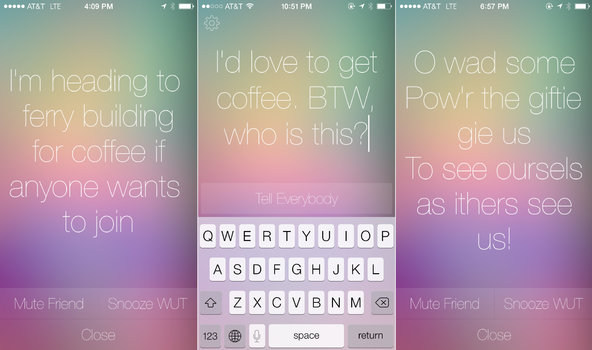 AT&T LTE 4:09 PM
I'm heading to
ferry building
for coffee if
anyone wants
to join
Mute Friend Snooze WUT
Close
AT&T 10:51 PM
I'd love to get
coffee. BTW,
who is this?
Tell Everybody
Q W E R T Y U I O P
A S D F G H J K L
Z X C V B N M
123 space return
AT&T LTE 6:57 PM
O wad some
Pow'r the giftie
gie us
To see oursels
as ithers see
us!
Mute Friend Snooze WUT
Close